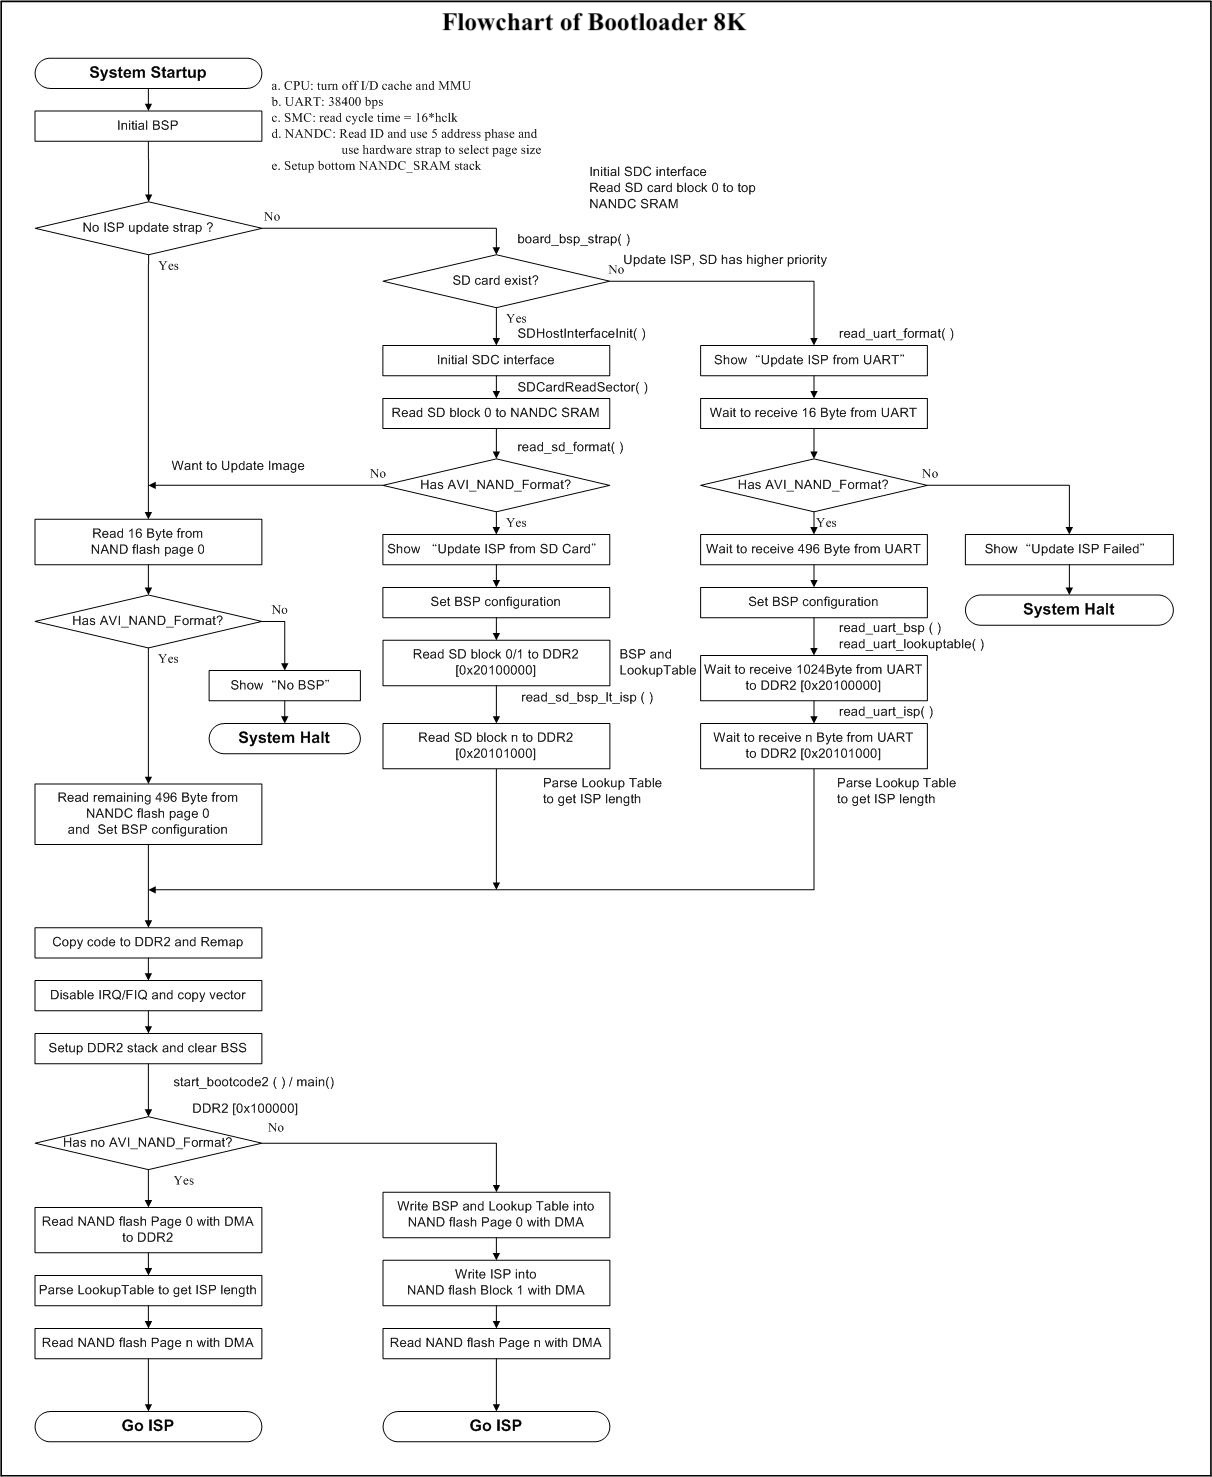 Flowchart of Bootloader 8K
System Startup
a. CPU: turn off I/D cache and MMU
b. UART: 38400 bps
c. SMC: read cycle time = 16*hclk
d. NANDC: Read ID and use 5 address phase and
use hardware strap to select page size
e. Setup bottom NANDC_SRAM stack
Initial BSP
Initial SDC interface
Read SD card block 0 to top
NANDC SRAM
No ISP update strap ?
No
Yes
board_bsp_strap( )
Update ISP, SD has higher priority
SD card exist?
No
Yes
SDHostInterfaceInit( )
read_uart_format( )
Initial SDC interface
Show “Update ISP from UART”
SDCardReadSector( )
Read SD block 0 to NANDC SRAM
Wait to receive 16 Byte from UART
read_sd_format( )
Want to Update Image
No
Has AVI_NAND_Format?
Yes
Has AVI_NAND_Format?
No
Yes
Read 16 Byte from
NAND flash page 0
Show “Update ISP from SD Card”
Wait to receive 496 Byte from UART
Show “Update ISP Failed”
Set BSP configuration
Set BSP configuration
System Halt
Has AVI_NAND_Format?
No
Yes
read_uart_bsp ( )
read_uart_lookuptable( )
Read SD block 0/1 to DDR2
[0x20100000]
BSP and
LookupTable
Wait to receive 1024Byte from UART
to DDR2 [0x20100000]
Show “No BSP”
read_sd_bsp_lt_isp ( )
read_uart_isp( )
System Halt
Read SD block n to DDR2
[0x20101000]
Wait to receive n Byte from UART
to DDR2 [0x20101000]
Parse Lookup Table
to get ISP length
Parse Lookup Table
to get ISP length
Read remaining 496 Byte from
NANDC flash page 0
and Set BSP configuration
Copy code to DDR2 and Remap
Disable IRQ/FIQ and copy vector
Setup DDR2 stack and clear BSS
start_bootcode2 ( ) / main()
DDR2 [0x100000]
Has no AVI_NAND_Format?
No
Yes
Read NAND flash Page 0 with DMA
to DDR2
Write BSP and Lookup Table into
NAND flash Page 0 with DMA
Parse LookupTable to get ISP length
Write ISP into
NAND flash Block 1 with DMA
Read NAND flash Page n with DMA
Read NAND flash Page n with DMA
Go ISP
Go ISP